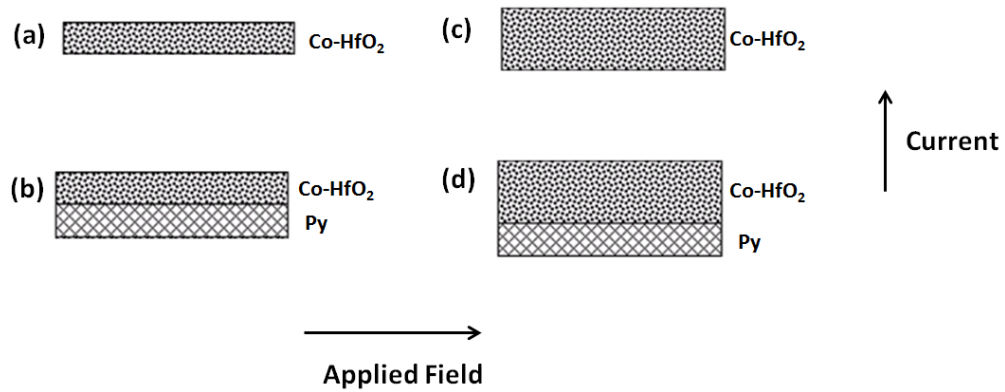 (a)
Co-HfO₂
(c)
Co-HfO₂
Current
(b)
Co-HfO₂
Py
(d)
Co-HfO₂
Py
Applied Field